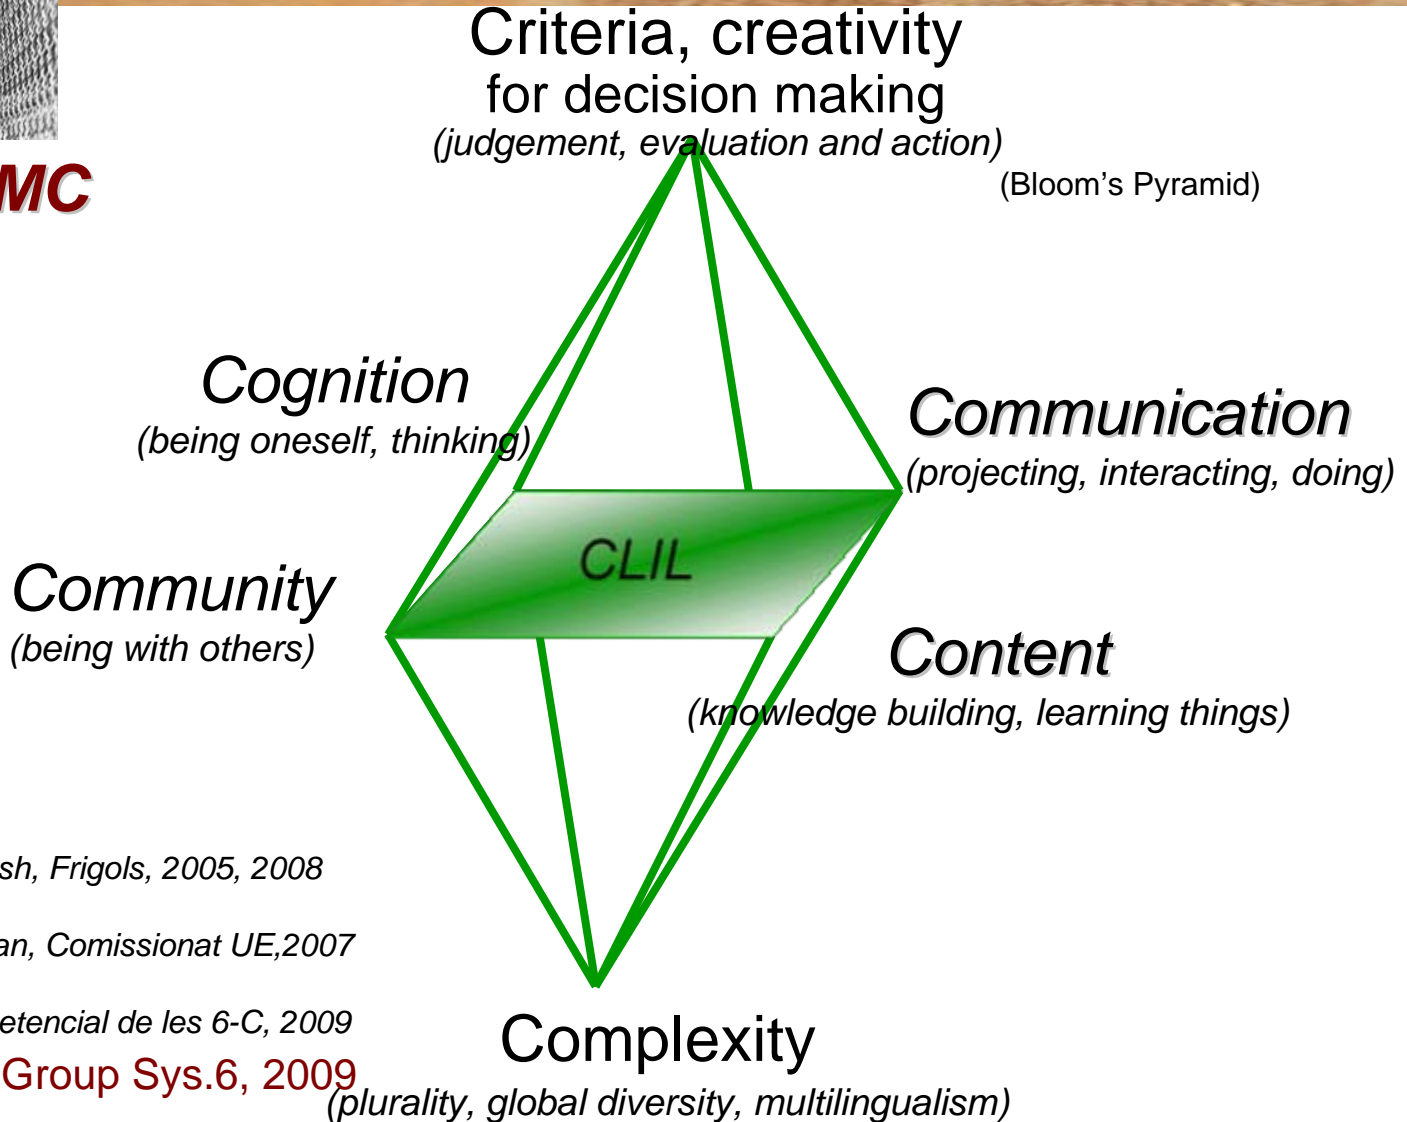 Criteria, creativity
for decision making
(judgement, evaluation and action)
(Bloom's Pyramid)
MC
Cognition
(being oneself, thinking)
Communication
(projecting, interacting, doing)
CLIL
Community
(being with others)
Content
(knowledge building, learning things)
sh, Frigols, 2005, 2008
an, Comissionat UE,2007
etencial de les 6-C, 2009
Group Sys.6, 2009
Complexity
(plurality, global diversity, multilingualism)